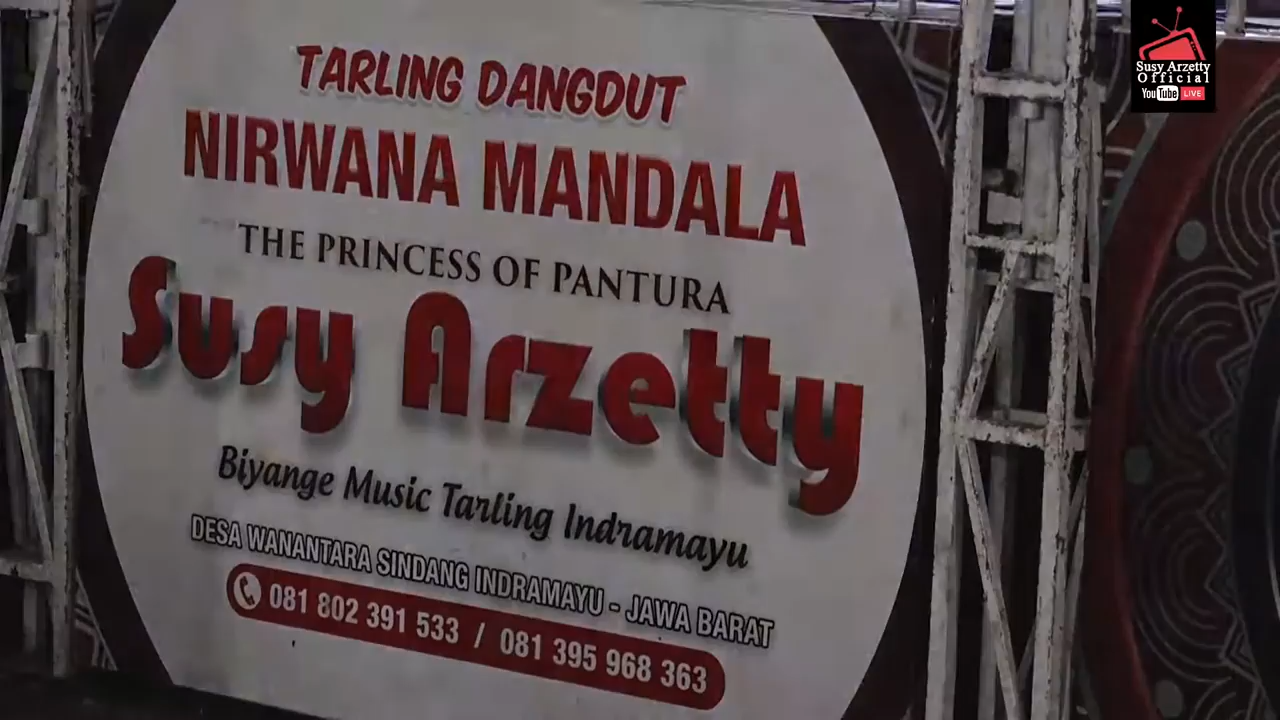 TARLING DANGDUT
NIRWANA MANDALA
THE PRINCESS OF PANTURA
Susy Arzetty
Biyange Music Tarling Indramayu
DESA WANANTARA SINDANG INDRAMAYU - JAWA BARAT
081 802 391 533 / 081 395 968 363
Susy Arzetty
Official
YouTube LIVE